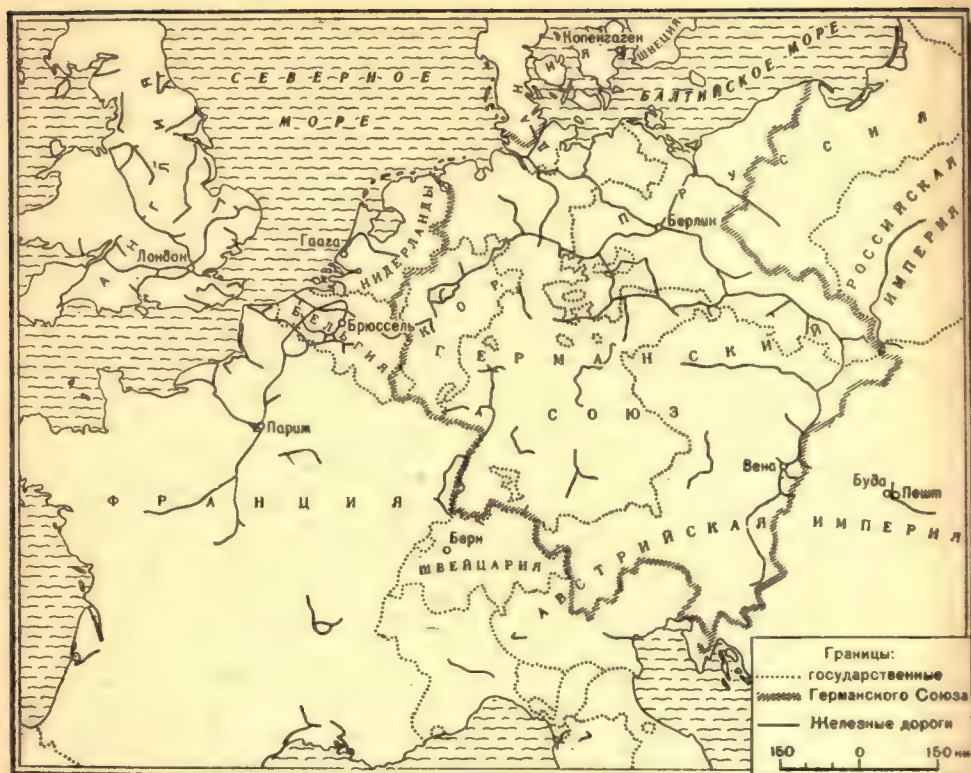 Копенгаген
ШВЕЦИЯ
БАЛТИЙСКОЕ МОРЕ
СЕВЕРНОЕ
МОРЕ
ДАНИЯ
АНГЛИЯ
ПРУССИЯ
РОССИЙСКАЯ
ИМПЕРИЯ
Берлин
Гаага
НИДЕРЛАНДЫ
Лондон
БЕЛЬГИЯ
Брюссель
КОР.
ГЕРМАНСКИЙ
СОЮЗ
Париж
Вена
Буда
Пешт
ФРАНЦИЯ
Берн
ШВЕЙЦАРИЯ
АВСТРИЙСКАЯ ИМПЕРИЯ
Границы:
государственные
Германского Союза
Железные дороги
150 0 150 км